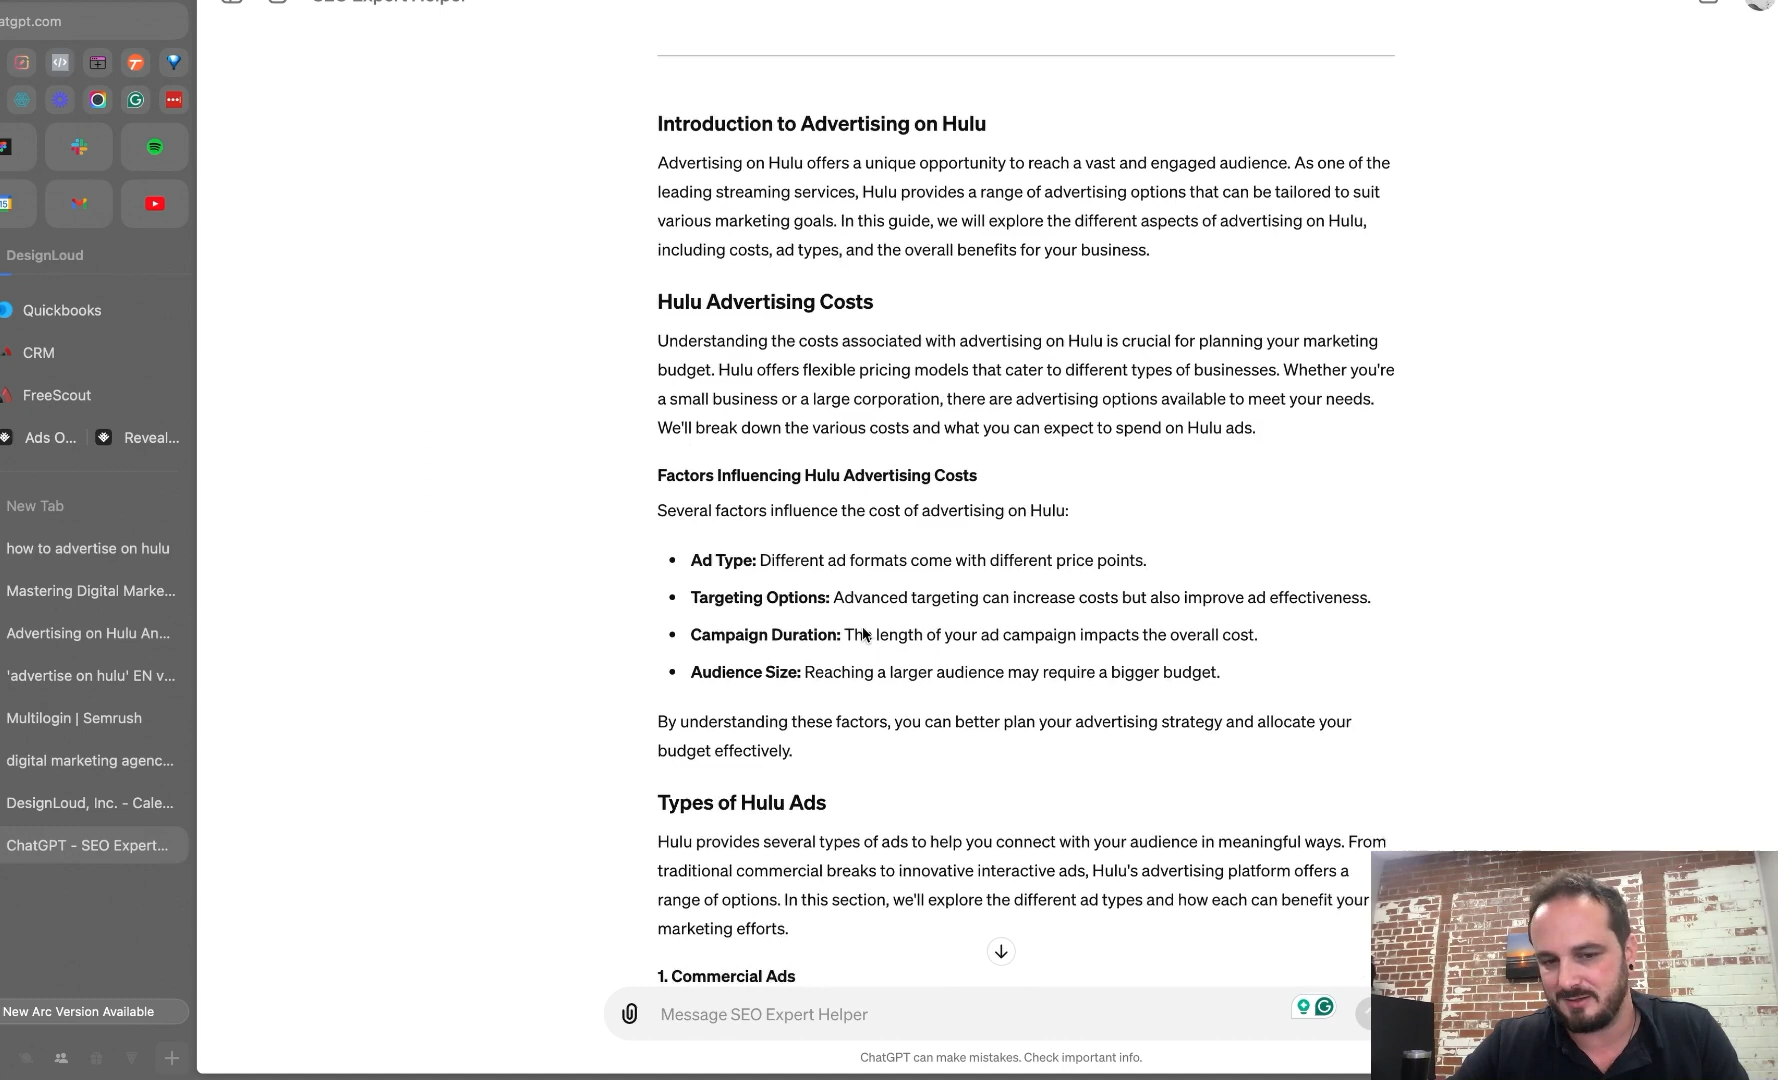 atgpt.com
SEO Expert Helper
DesignLoud
Quickbooks
CRM
FreeScout
Ads O... Reveal...
New Tab
how to advertise on hulu
Mastering Digital Marke...
Advertising on Hulu An...
'advertise on hulu' EN v...
Multilogin | Semrush
digital marketing agenc...
DesignLoud, Inc. - Cale...
ChatGPT - SEO Expert...
New Arc Version Available
Introduction to Advertising on Hulu
Advertising on Hulu offers a unique opportunity to reach a vast and engaged audience. As one of the
leading streaming services, Hulu provides a range of advertising options that can be tailored to suit
various marketing goals. In this guide, we will explore the different aspects of advertising on Hulu,
including costs, ad types, and the overall benefits for your business.
Hulu Advertising Costs
Understanding the costs associated with advertising on Hulu is crucial for planning your marketing
budget. Hulu offers flexible pricing models that cater to different types of businesses. Whether you're
a small business or a large corporation, there are advertising options available to meet your needs.
We'll break down the various costs and what you can expect to spend on Hulu ads.
Factors Influencing Hulu Advertising Costs
Several factors influence the cost of advertising on Hulu:
• Ad Type: Different ad formats come with different price points.
• Targeting Options: Advanced targeting can increase costs but also improve ad effectiveness.
• Campaign Duration: The length of your ad campaign impacts the overall cost.
• Audience Size: Reaching a larger audience may require a bigger budget.
By understanding these factors, you can better plan your advertising strategy and allocate your
budget effectively.
Types of Hulu Ads
Hulu provides several types of ads to help you connect with your audience in meaningful ways. From
traditional commercial breaks to innovative interactive ads, Hulu's advertising platform offers a
range of options. In this section, we'll explore the different ad types and how each can benefit your
marketing efforts.
1. Commercial Ads
Message SEO Expert Helper
ChatGPT can make mistakes. Check important info.